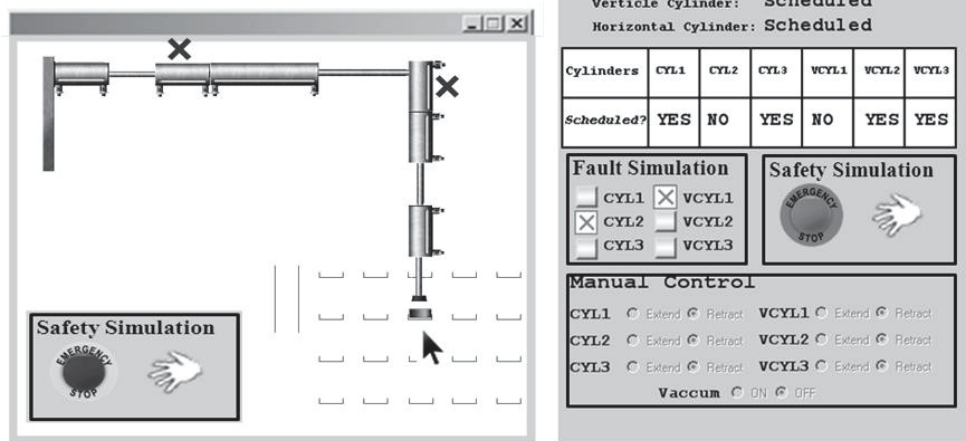 Safety Simulation
EMERGENCY
STOP
Verticle Cylinder: Scheduled
Horizontal Cylinder: Scheduled
Cylinders CYL1 CYL2 CYL3 VCYL1 VCYL2 VCYL3
Scheduled? YES NO YES NO YES YES
Fault Simulation
CYL1 VCYL1
CYL2 VCYL2
CYL3 VCYL3
Safety Simulation
EMERGENCY
STOP
Manual Control
CYL1 Extend Retract VCYL1 Extend Retract
CYL2 Extend Retract VCYL2 Extend Retract
CYL3 Extend Retract VCYL3 Extend Retract
Vaccum ON OFF